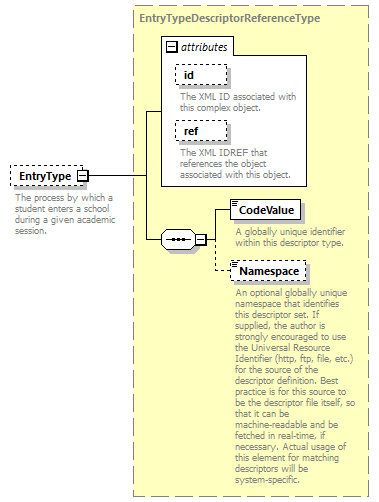 EntryTypeDescriptorReferenceType
attributes
id
The XML ID associated with
this complex object.
ref
The XML IDREF that
references the object
associated with this object.
EntryType
The process by which a
student enters a school
during a given academic
session.
CodeValue
A globally unique identifier
within this descriptor type.
Namespace
An optional globally unique
namespace that identifies
this descriptor set. If
supplied, the author is
strongly encouraged to use
the Universal Resource
Identifier (http, ftp, file, etc.)
for the source of the
descriptor definition. Best
practice is for this source to
be the descriptor file itself, so
that it can be
machine-readable and be
fetched in real-time, if
necessary. Actual usage of
this element for matching
descriptors will be
system-specific.